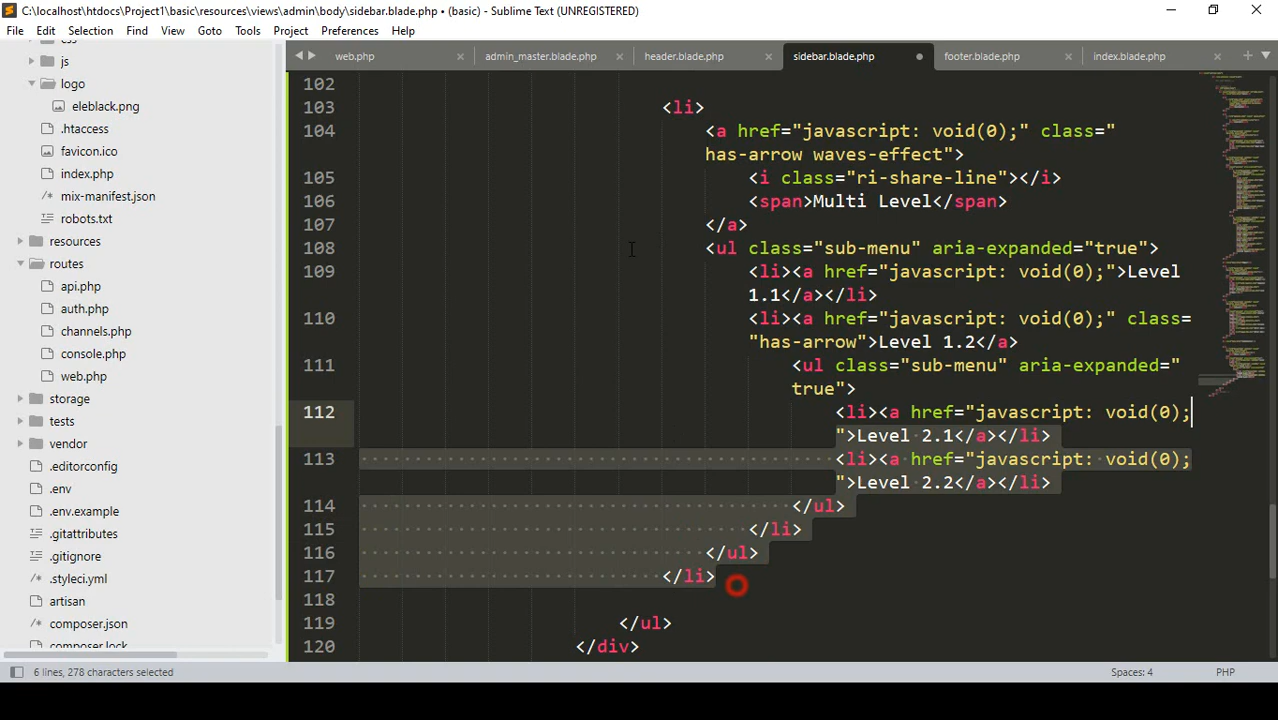 C:\localhost\htdocs\Project1\basic\resources\views\admin\body\sidebar.blade.php • (basic) - Sublime Text (UNREGISTERED)
File Edit Selection Find View Goto Tools Project Preferences Help
web.php × admin_master.blade.php × header.blade.php × sidebar.blade.php footer.blade.php × index.blade.php ×
js
logo
eleblack.png
.htaccess
favicon.ico
index.php
mix-manifest.json
robots.txt
resources
routes
api.php
auth.php
channels.php
console.php
web.php
storage
tests
vendor
.editorconfig
.env
.env.example
.gitattributes
.gitignore
.styleci.yml
artisan
composer.json
composer.lock
102
103 <li>
104 <a href="javascript: void(0);" class="
has-arrow waves-effect">
105 <i class="ri-share-line"></i>
106 <span>Multi Level</span>
107 </a>
108 <ul class="sub-menu" aria-expanded="true">
109 <li><a href="javascript: void(0);">Level
1.1</a></li>
110 <li><a href="javascript: void(0);" class=
"has-arrow">Level 1.2</a>
111 <ul class="sub-menu" aria-expanded="
true">
112 <li><a href="javascript: void(0);
">Level 2.1</a></li>
113 <li><a href="javascript: void(0);
">Level 2.2</a></li>
114 </ul>
115 </li>
116 </ul>
117 </li>
118
119 </ul>
120 </div>
6 lines, 278 characters selected Spaces: 4 PHP